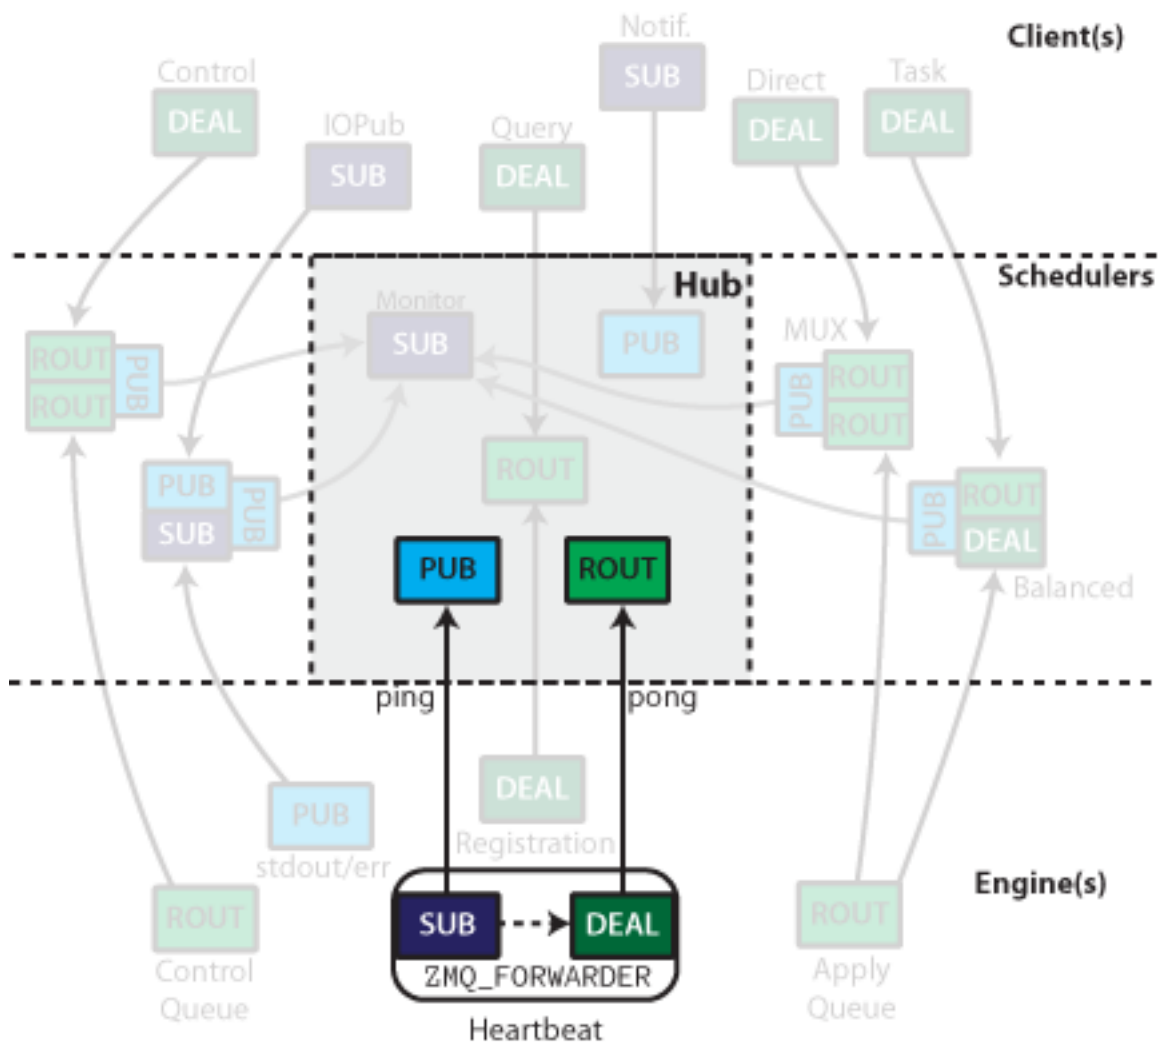 Client(s)
Notif.
SUB
Control
DEAL
IOPub
SUB
Query
DEAL
Direct
DEAL
Task
DEAL
Schedulers
Hub
Monitor
SUB
PUB
MUX
PUB
ROUT
ROUT
ROUT
ROUT
PUB
PUB
SUB
PUB
ROUT
PUB
ROUT
DEAL
Balanced
PUB
ROUT
ping
pong
DEAL
Registration
PUB
stdout/err
Engine(s)
ROUT
Control
Queue
SUB
DEAL
ZMQ_FORWARDER
Heartbeat
ROUT
Apply
Queue